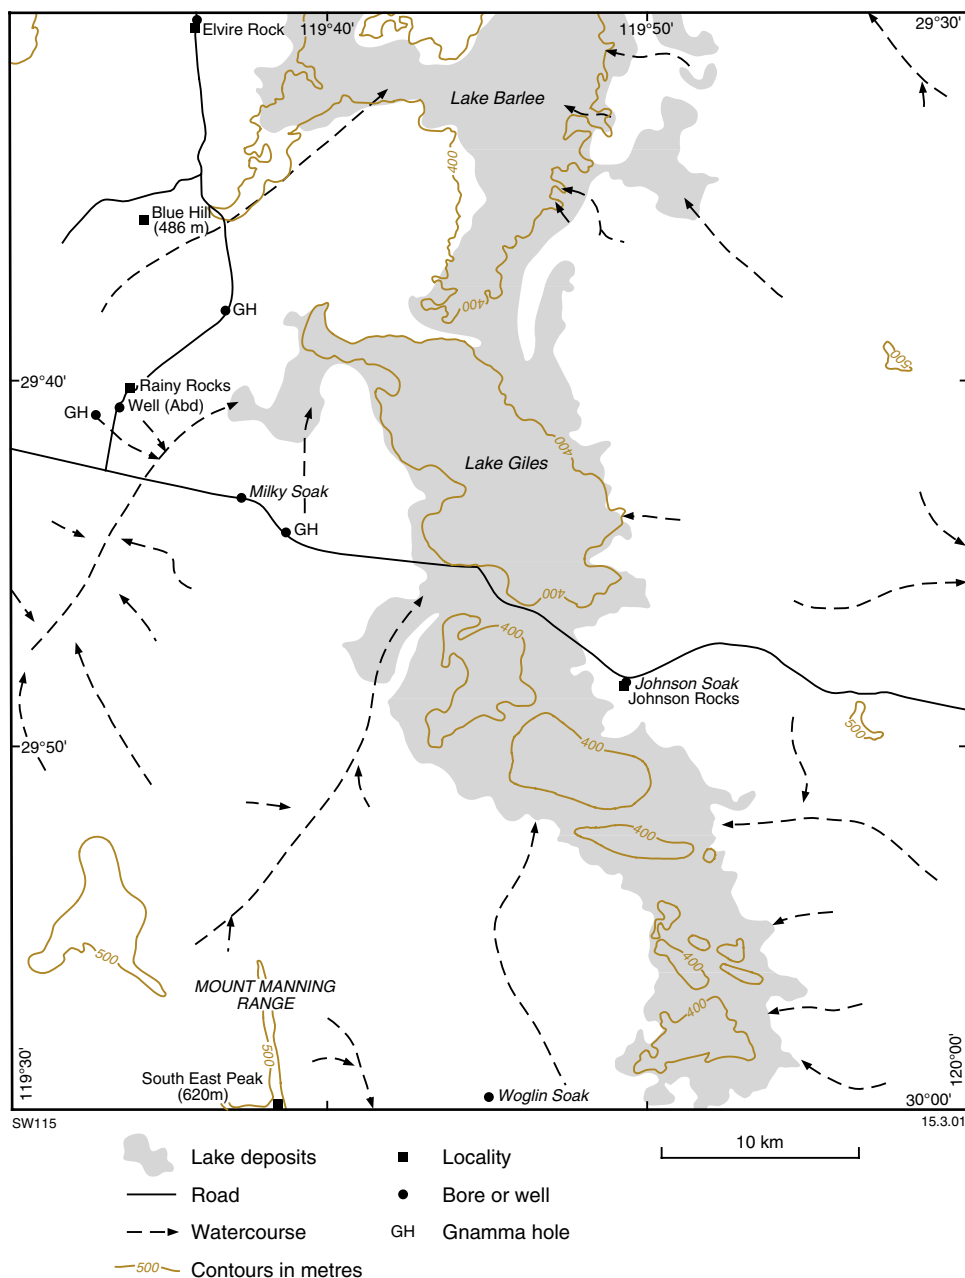 119°40'
119°50'
29°30'
Elvire Rock
Lake Barlee
400
Blue Hill
(486 m)
400
GH
500
29°40'
Rainy Rocks
Well (Abd)
GH
400
Lake Giles
Milky Soak
GH
400
400
Johnson Soak
Johnson Rocks
500
29°50'
400
400
500
400
MOUNT MANNING
RANGE
400
500
119°30'
120°00'
South East Peak
(620m)
Woglin Soak
30°00'
SW115
15.3.01
10 km
Lake deposits
Locality
Road
Bore or well
Watercourse
GH
Gnamma hole
500
Contours in metres